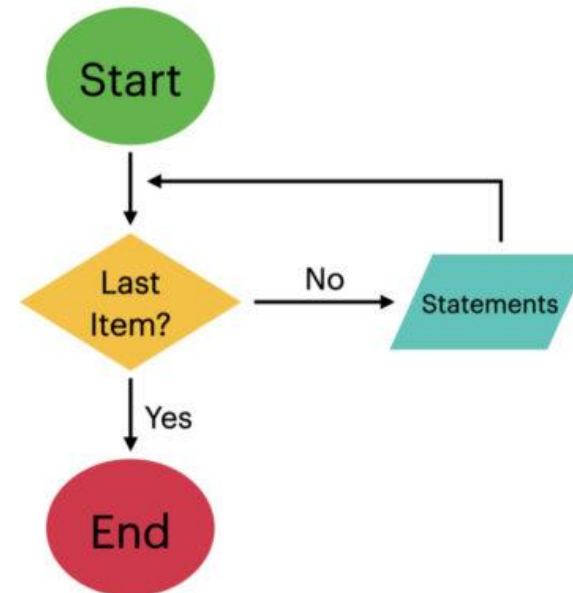 Start
Last
Item?
No
Statements
Yes
End